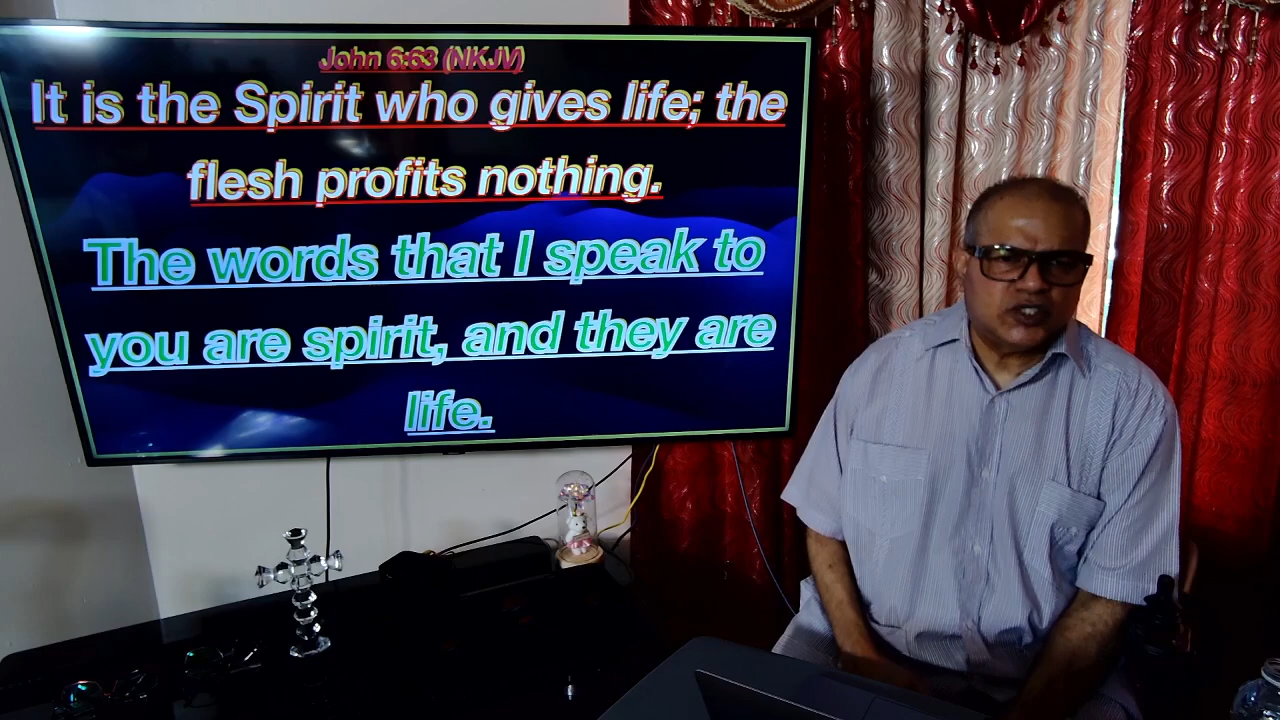 John 6:63 (NKJV)
It is the Spirit who gives life; the
flesh profits nothing.
The words that I speak to
you are spirit, and they are
life.